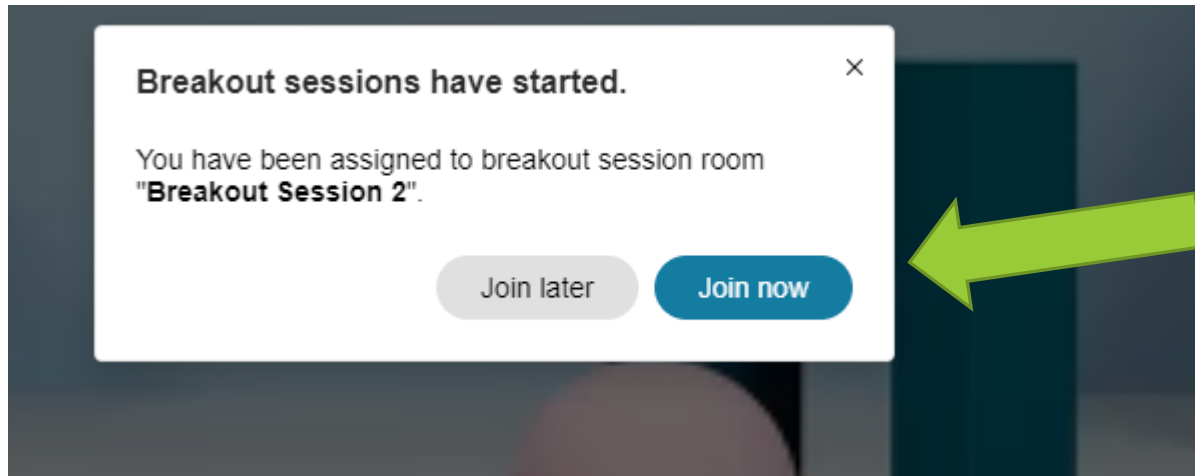 Breakout sessions have started.
You have been assigned to breakout session room
"Breakout Session 2".
Join later
Join now